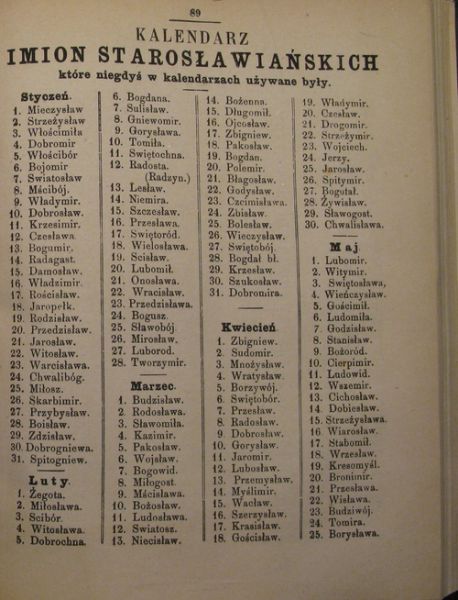 89
KALENDARZ
IMION STAROSŁAWIAŃSKICH
które niegdyś w kalendarzach używane były.
Styczeń.
1. Mieczysław
2. Strzeżysław
3. Włościmiła
4. Dobromir
5. Włościbór
6. Bojomir
7. Światosław
8. Mścibój.
9. Władymir.
10. Dobrosław.
11. Krzesimir.
12. Czesława.
13. Bogumir.
14. Radagast.
15. Damosław.
16. Władzimir.
17. Rościsław.
18. Jaropełk.
19. Rodzisław.
20. Przedzisław.
21. Jarosław.
22. Witosław.
23. Warcisława.
24. Chwalibóg.
25. Miłosz.
26. Skarbimir.
27. Przybysław.
28. Boisław.
29. Zdzisław.
30. Dobrogniewa.
31. Spitogniew.
Luty.
1. Żegota.
2. Miłosława.
3. Ścibór.
4. Witosława.
5. Dobrochna.
6. Bogdana.
7. Sulisław.
8. Gniewomir.
9. Gorysława.
10. Tomiła.
11. Świętochna.
12. Radosta.
(Radzyn.)
13. Lesław.
14. Niemira.
15. Szczesław.
16. Przesława.
17. Świętoród.
18. Wielosława.
19. Scisław.
20. Lubomił.
21. Onosława.
22. Wracisław.
23. Przedzisława.
24. Bogusz.
25. Sławobój.
26. Mirosław.
27. Luborod.
28. Tworzymir.
Marzec.
1. Budzisław.
2. Rodosława.
3. Sławomiła.
4. Kazimir.
5. Pakosław.
6. Wojsław.
7. Bogowid.
8. Miłogost.
9. Mścisława.
10. Bożosław.
11. Ludosława.
12. Światosz.
13. Niecisław.
14. Bożenna.
15. Długomił.
16. Ojcosław.
17. Zbigniew.
18. Pakosław.
19. Bogdan.
20. Polemir.
21. Błagosław.
22. Godysław.
23. Czcimisława.
24. Zbisław.
25. Bolesław.
26. Wieczysław.
27. Świętobój.
28. Bogdał bł.
29. Krzesław.
30. Szukosław.
31. Dobromira.
Kwiecień.
1. Zbigniew.
2. Sudomir.
3. Mnożysław.
4. Wratysław.
5. Borzywój.
6. Świętobór.
7. Przesław.
8. Radosław.
9. Dobrosław.
10. Gorysław.
11. Jaromir.
12. Lubosław.
13. Przemysław.
14. Myślimir.
15. Wacław.
16. Szerzysław.
17. Krasisław.
18. Gościsław.
19. Władymir.
20. Czesław.
21. Drogomir.
22. Strzeżymir.
23. Wojciech.
24. Jerzy.
25. Jarosław.
26. Spitymir.
27. Bogotał.
28. Żywisław.
29. Sławogost.
30. Chwalisława.
Maj
1. Lubomir.
2. Witymir.
3. Świętosława,
4. Wieńczysław.
5. Gościmił.
6. Ludomiła.
7. Godzisław.
8. Stanisław.
9. Bożoród.
10. Cierpimir.
11. Ludowid.
12. Wszemir.
13. Cichosław.
14. Dobiesław.
15. Strzeżysława.
16. Wiarosław.
17. Stabomił.
18. Wrzesław.
19. Kresomyśl.
20. Bronimir.
21. Przesława.
22. Wisława.
23. Budziwój.
24. Tomira.
25. Borysława.